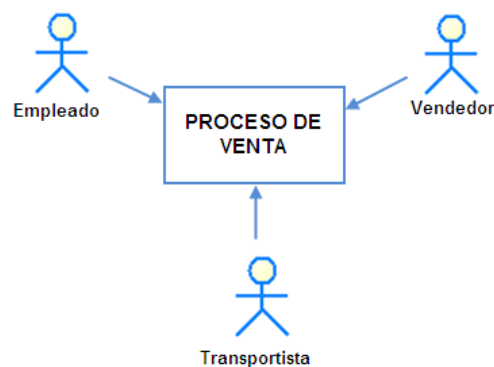 Empleado
Vendedor
PROCESO DE
VENTA
Transportista